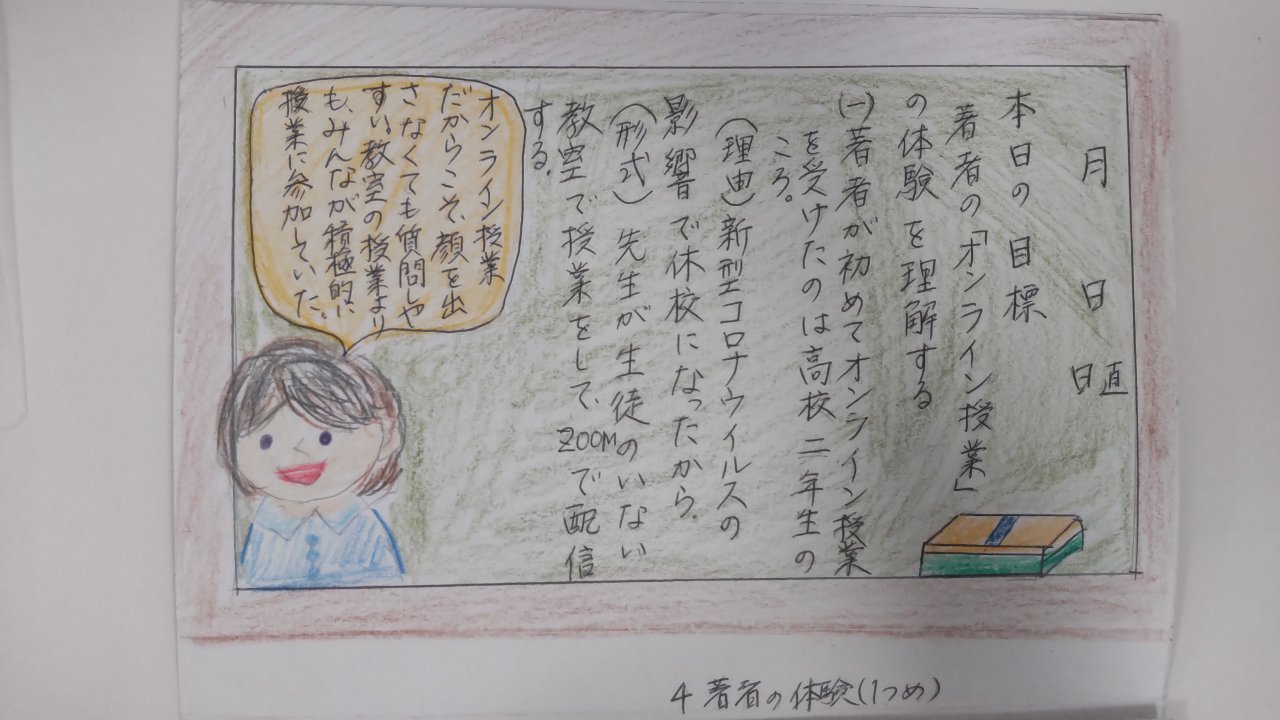 月　日　日直
本日の目標
著者の「オンライン授業」
の体験を理解する
(一)著者が初めてオンライン授業
を受けたのは高校二年生の
ころ。
(理由)新型コロナウイルスの
影響で休校になったから.
(形式)先生が生徒のいない
教室で授業をして、ZOOMで配信
する.
オンライン授業
だからこそ、顔を出
さなくても質問しや
すい。教室の授業より
も、みんなが積極的に
授業に参加していた。
4 著者の体験(1つめ)